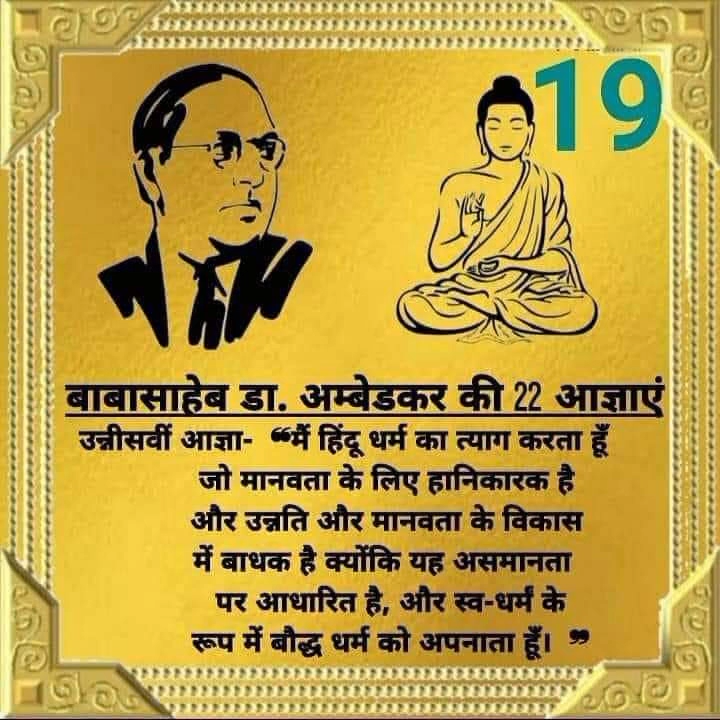 19
बाबासाहेब डा. अम्बेडकर की 22 आज्ञाएं
उन्नीसवीं आज्ञा- “मैं हिंदू धर्म का त्याग करता हूँ
जो मानवता के लिए हानिकारक है
और उन्नति और मानवता के विकास
में बाधक है क्योंकि यह असमानता
पर आधारित है, और स्व-धर्मं के
रूप में बौद्ध धर्म को अपनाता हूँ। ”